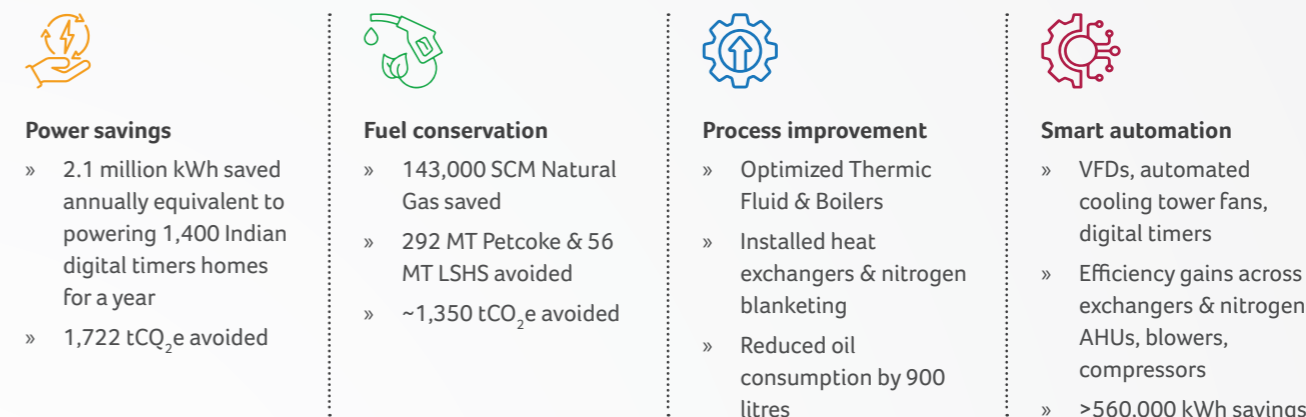 Power savings
» 2.1 million kWh saved
annually equivalent to
powering 1,400 Indian
digital timers homes
for a year
» 1,722 tCQ₂e avoided
Fuel conservation
» 143,000 SCM Natural
Gas saved
» 292 MT Petcoke & 56
MT LSHS avoided
» ~1,350 tCO₂e avoided
Process improvement
» Optimized Thermic
Fluid & Boilers
» Installed heat
exchangers & nitrogen
blanketing
» Reduced oil
consumption by 900
litres
Smart automation
» VFDs, automated
cooling tower fans,
digital timers
» Efficiency gains across
exchangers & nitrogen
AHUs, blowers,
compressors
» >560,000 kWh savings